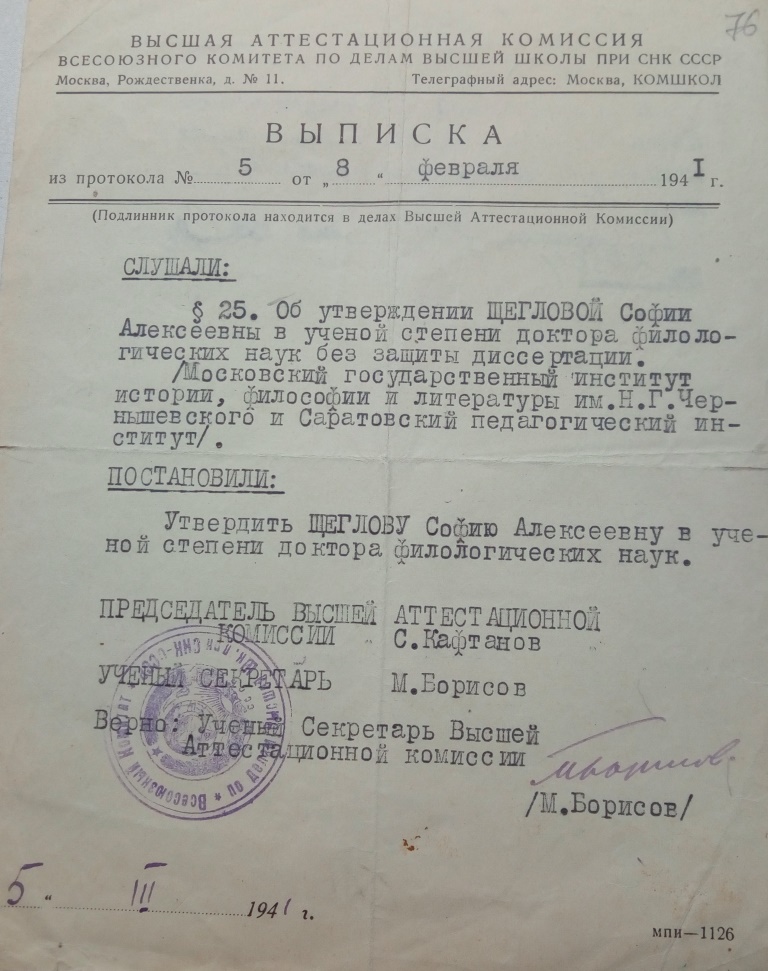 76
ВЫСШАЯ АТТЕСТАЦИОННАЯ КОМИССИЯ
ВСЕСОЮЗНОГО КОМИТЕТА ПО ДЕЛАМ ВЫСШЕЙ ШКОЛЫ ПРИ СНК СССР
Москва, Рождественка, д. № 11. Телеграфный адрес: Москва, КОМШКОЛ
ВЫПИСКА
из протокола № 5 от „8“ февраля 194I г.
(Подлинник протокола находится в делах Высшей Аттестационной Комиссии)
СЛУШАЛИ:
§ 25. Об утверждении ЩЕГЛОВОЙ Софии
Алексеевны в ученой степени доктора филоло-
гических наук без защиты диссертации.
/Московский государственный институт
истории, философии и литературы им.Н.Г.Чер-
нышевского и Саратовский педагогический ин-
ститут/.
ПОСТАНОВИЛИ:
Утвердить ЩЕГЛОВУ Софию Алексеевну в уче-
ной степени доктора филологических наук.
ПРЕДСЕДАТЕЛЬ ВЫСШЕЙ АТТЕСТАЦИОННОЙ
КОМИССИИ " С.Кафтанов "
УЧЕНЫЙ СЕКРЕТАРЬ М.Борисов
Верно: Ученый Секретарь Высшей
Аттестационной комиссии
МБорисов
/М.Борисов/
5 “ III 1941 г.
мпи—1126